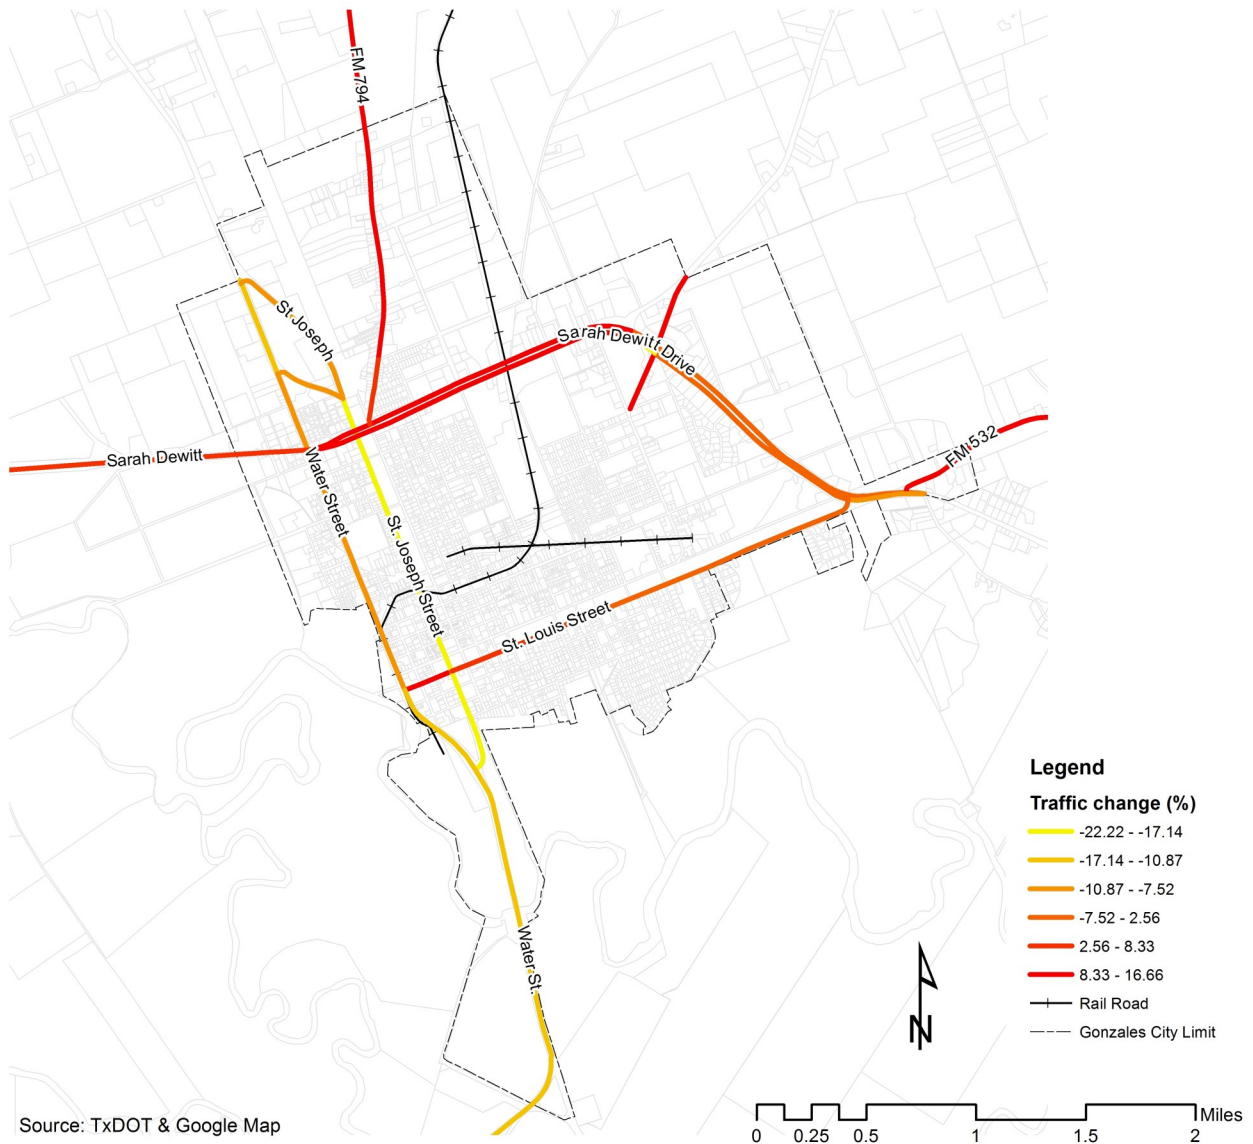 FM 794
St Joseph
Sarah Dewitt Drive
Sarah Dewitt
FM 532
Water Street
St. Joseph Street
St. Louis Street
Water St.
Legend
Traffic change (%)
-22.22 - -17.14
-17.14 - -10.87
-10.87 - -7.52
-7.52 - 2.56
2.56 - 8.33
8.33 - 16.66
Rail Road
Gonzales City Limit
N
Miles
0 0.25 0.5 1 1.5 2
Source: TxDOT & Google Map